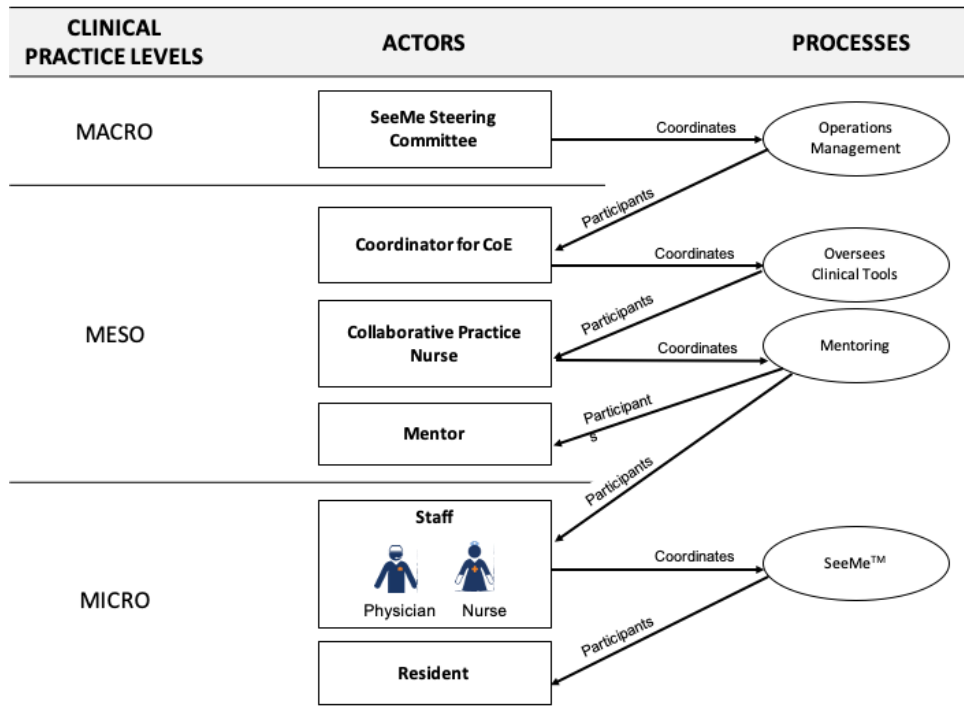 CLINICAL
PRACTICE LEVELS
ACTORS
PROCESSES
MACRO
SeeMe Steering
Committee
Coordinates
Operations
Management
Participants
MESO
Coordinator for CoE
Coordinates
Oversees
Clinical Tools
Participants
Collaborative Practice
Nurse
Coordinates
Mentoring
Participant
s
Mentor
Participants
MICRO
Staff
Physician
Nurse
Coordinates
SeeMe™
Participants
Resident